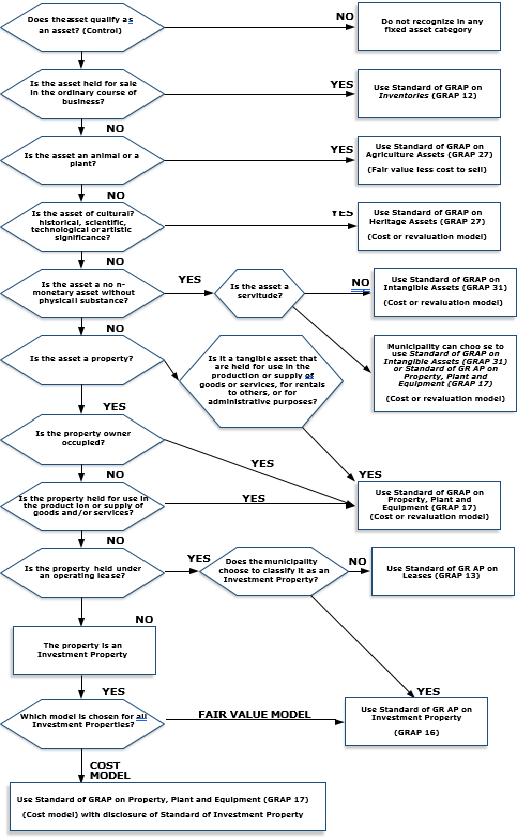 Does the asset qualify as
an asset? (Control)
NO
Do not recognize in any
fixed asset category
Is the asset held for sale
in the ordinary course of
business?
YES
Use Standard of GRAP on
Inventories (GRAP 12)
NO
Is the asset an animal or a
plant?
YES
Use Standard of GRAP on
Agriculture Assets (GRAP 27)
(Fair value less cost to sell)
NO
Is the asset of cultural?
historical, scientific,
technological or artistic
significance?
YES
Use Standard of GRAP on
Heritage Assets (GRAP 27)
(Cost or revaluation model)
NO
Is the asset a no n-
monetary asset without
physicall substance?
YES
Is the asset a
servitude?
NO
Use Standard of GRAP on
Intangible Assets (GRAP 31)
(Cost or revaluation model)
NO
Is the asset a property?
Is it a tangible asset that
are held for use in the
production or supply of
goods or services, for rentals
to others, or for
administrative purposes?
Municipality can choose to
use Standard of GRAP on
Intangible Assets (GRAP 31)
or Standard of GRAP on
Property, Plant and
Equipment (GRAP 17)
(Cost or revaluation model)
YES
Is the property owner
occupied?
YES
YES
NO
Is the property held for use in
the product ion or supply of
goods and/or services?
YES
Use Standard of GRAP on
Property, Plant and
Equipment (GRAP 17)
(Cost or revaluation model)
NO
Is the property held under
an operating lease?
YES
Does the municipality
choose to classify it as an
Investment Property?
NO
Use Standard of GRAP on
Leases (GRAP 13)
NO
The property is an
Investment Property
YES
YES
Which model is chosen for all
Investment Properties?
FAIR VALUE MODEL
Use Standard of GRAP on
Investment Property
(GRAP 16)
COST
MODEL
Use Standard of GRAP on Property, Plant and Equipment (GRAP 17)
(Cost model) with disclosure of Standard of Investment Property